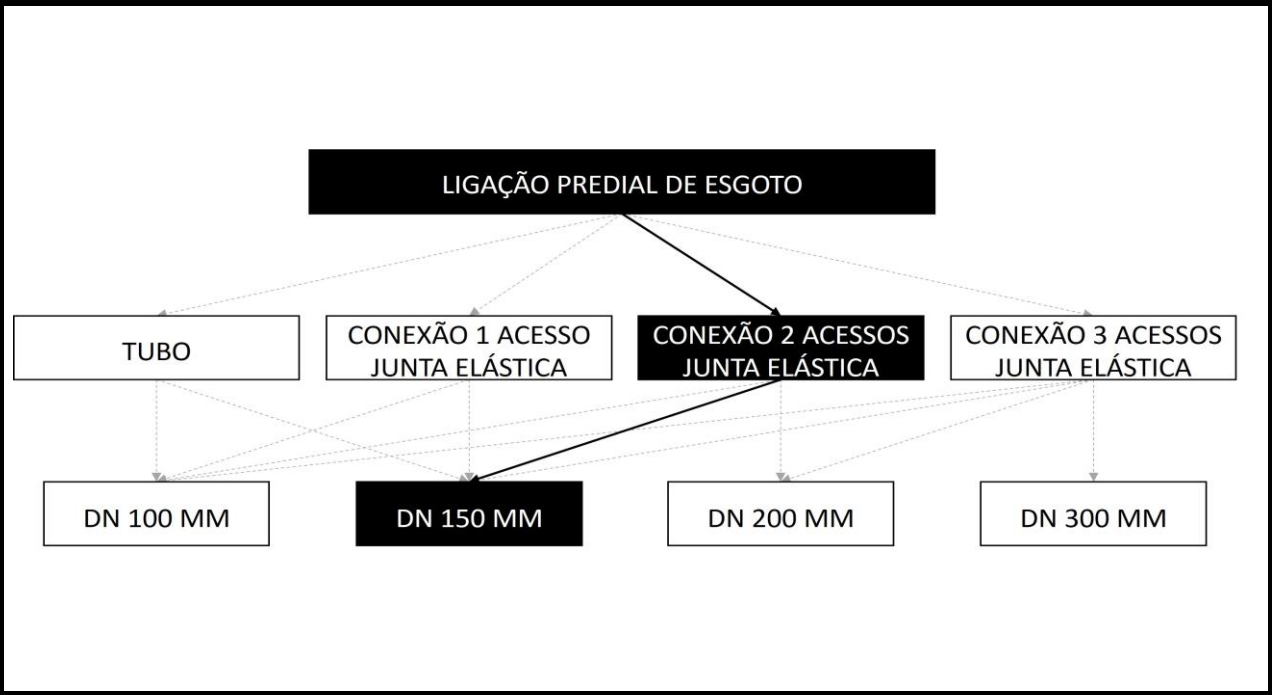 LIGAÇÃO PREDIAL DE ESGOTO
TUBO
CONEXÃO 1 ACESSO
JUNTA ELÁSTICA
CONEXÃO 2 ACESSOS
JUNTA ELÁSTICA
CONEXÃO 3 ACESSOS
JUNTA ELÁSTICA
DN 100 MM
DN 150 MM
DN 200 MM
DN 300 MM